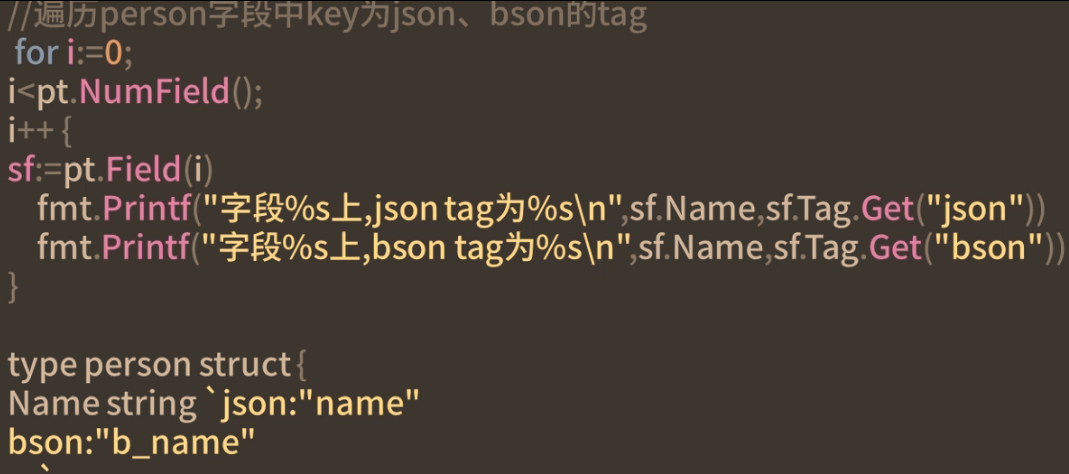 //遍历person字段中key为json、bson的tag
for i:=0;
i<pt.NumField();
i++ {
sf:=pt.Field(i)
fmt.Printf("字段%s上,json tag为%s\n",sf.Name,sf.Tag.Get("json"))
fmt.Printf("字段%s上,bson tag为%s\n",sf.Name,sf.Tag.Get("bson"))
}
type person struct{
Name string `json:"name"
bson:"b_name"
`